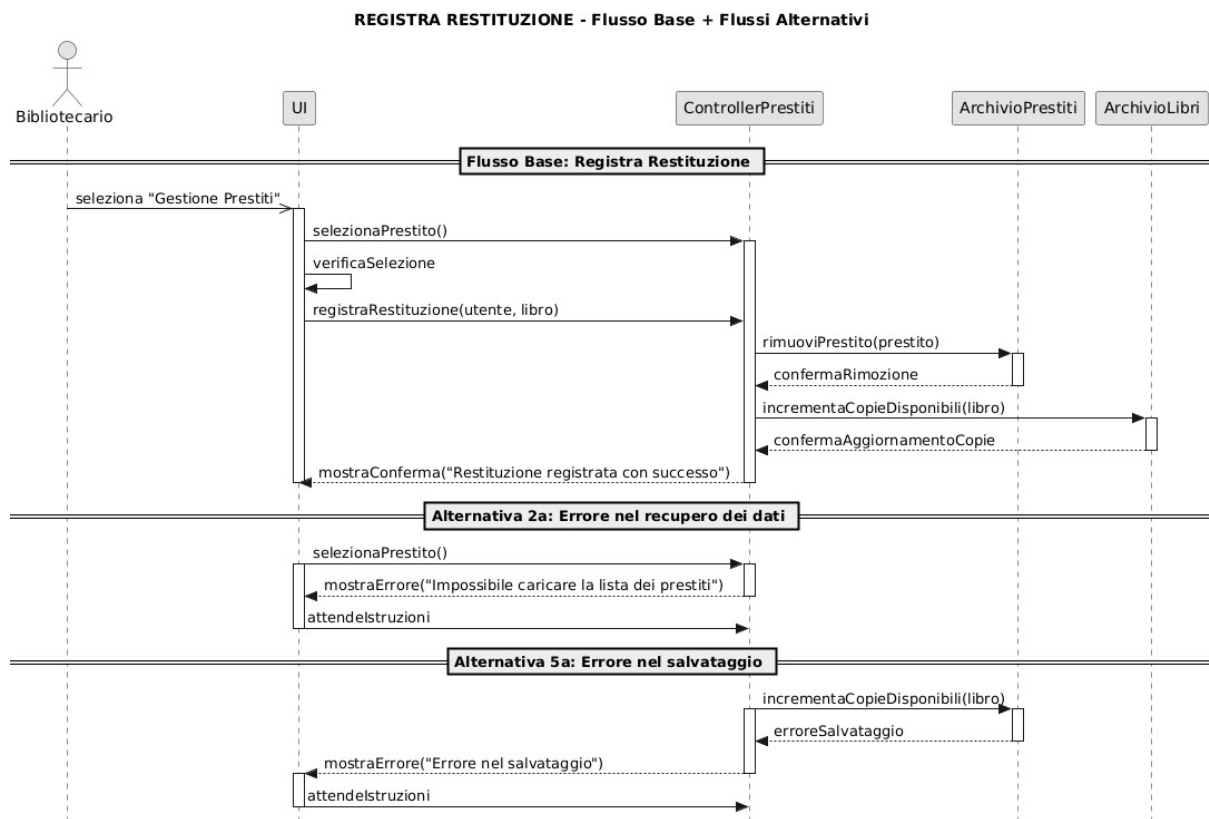 REGISTRA RESTITUZIONE - Flusso Base + Flussi Alternativi
Bibliotecario
UI
ControllerPrestiti
ArchivioPrestiti
ArchivioLibri
Flusso Base: Registra Restituzione
seleziona "Gestione Prestiti"
selezionaPrestito()
verificaSelezione
registraRestituzione(utente, libro)
rimuoviPrestito(prestito)
confermaRimozione
incrementaCopieDisponibili(libro)
confermaAggiornamentoCopie
mostraConferma("Restituzione registrata con successo")
Alternativa 2a: Errore nel recupero dei dati
selezionaPrestito()
mostraErrore("Impossibile caricare la lista dei prestiti")
attendeIstruzioni
Alternativa 5a: Errore nel salvataggio
incrementaCopieDisponibili(libro)
erroreSalvataggio
mostraErrore("Errore nel salvataggio")
attendeIstruzioni